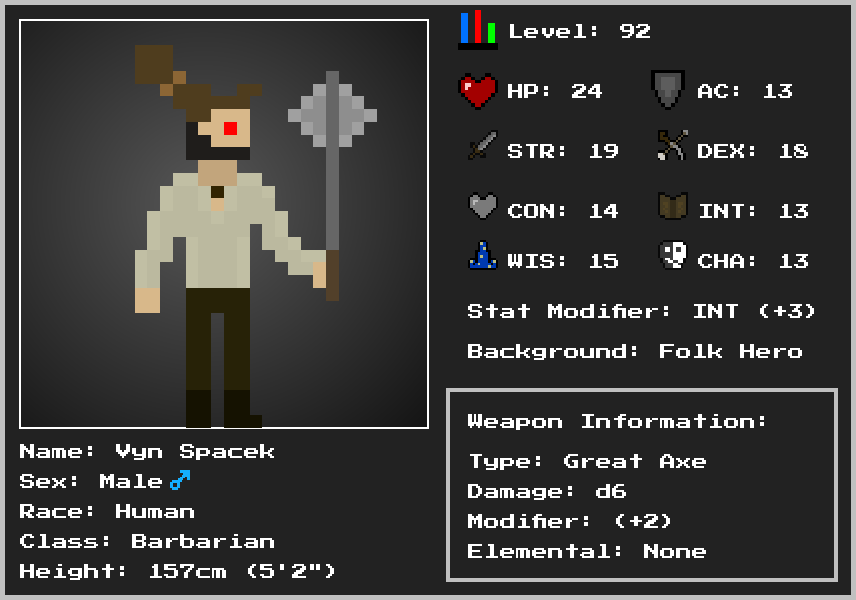 Level: 92
HP: 24
AC: 13
STR: 19
DEX: 18
CON: 14
INT: 13
WIS: 15
CHA: 13
Stat Modifier: INT (+3)
Background: Folk Hero
Weapon Information:
Type: Great Axe
Damage: d6
Modifier: (+2)
Elemental: None
Name: Vyn Spacek
Sex: Male ♂
Race: Human
Class: Barbarian
Height: 157cm (5'2")